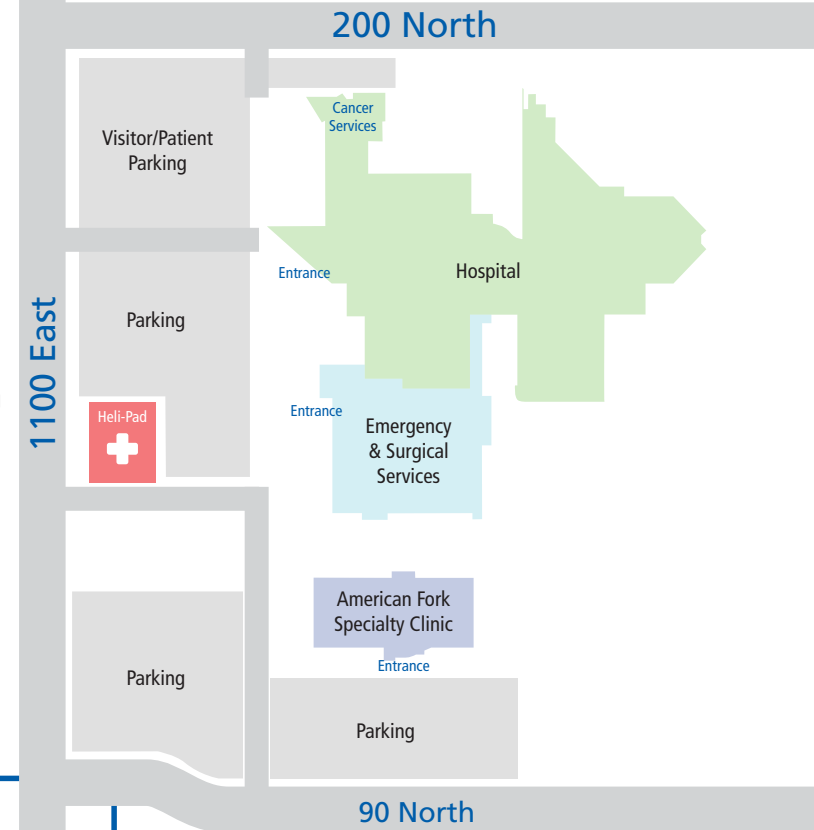 200 North
Cancer
Services
Visitor/Patient
Parking
Entrance
Hospital
Parking
1100 East
Heli-Pad
Entrance
Emergency
& Surgical
Services
American Fork
Specialty Clinic
Entrance
Parking
Parking
90 North